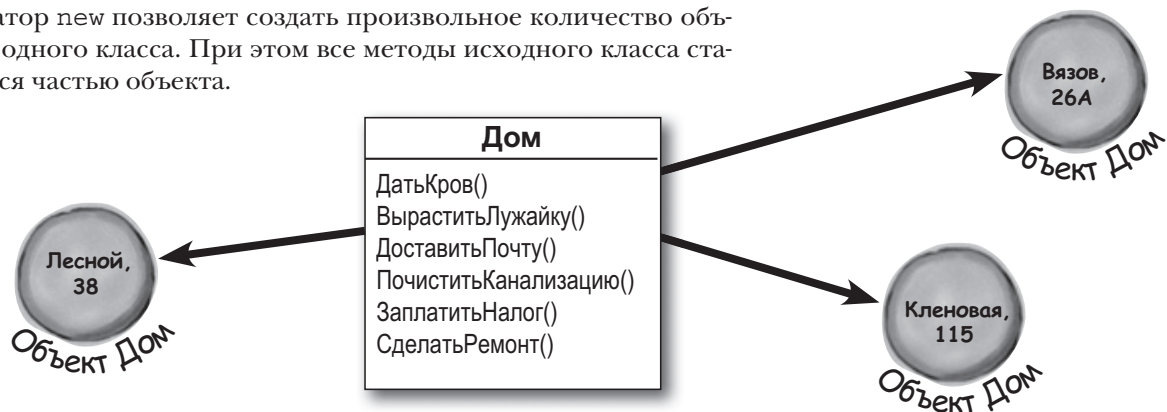 атор new позволяет создать произвольное количество объ-
одного класса. При этом все методы исходного класса ста-
ся частью объекта.
Вязов,
26А
Объект Дом
Дом
ДатьКров()
ВыраститьЛужайку()
ДоставитьПочту()
ПочиститьКанализацию()
ЗаплатитьНалог()
СделатьРемонт()
Лесной,
38
Объект Дом
Кленовая,
115
Объект Дом